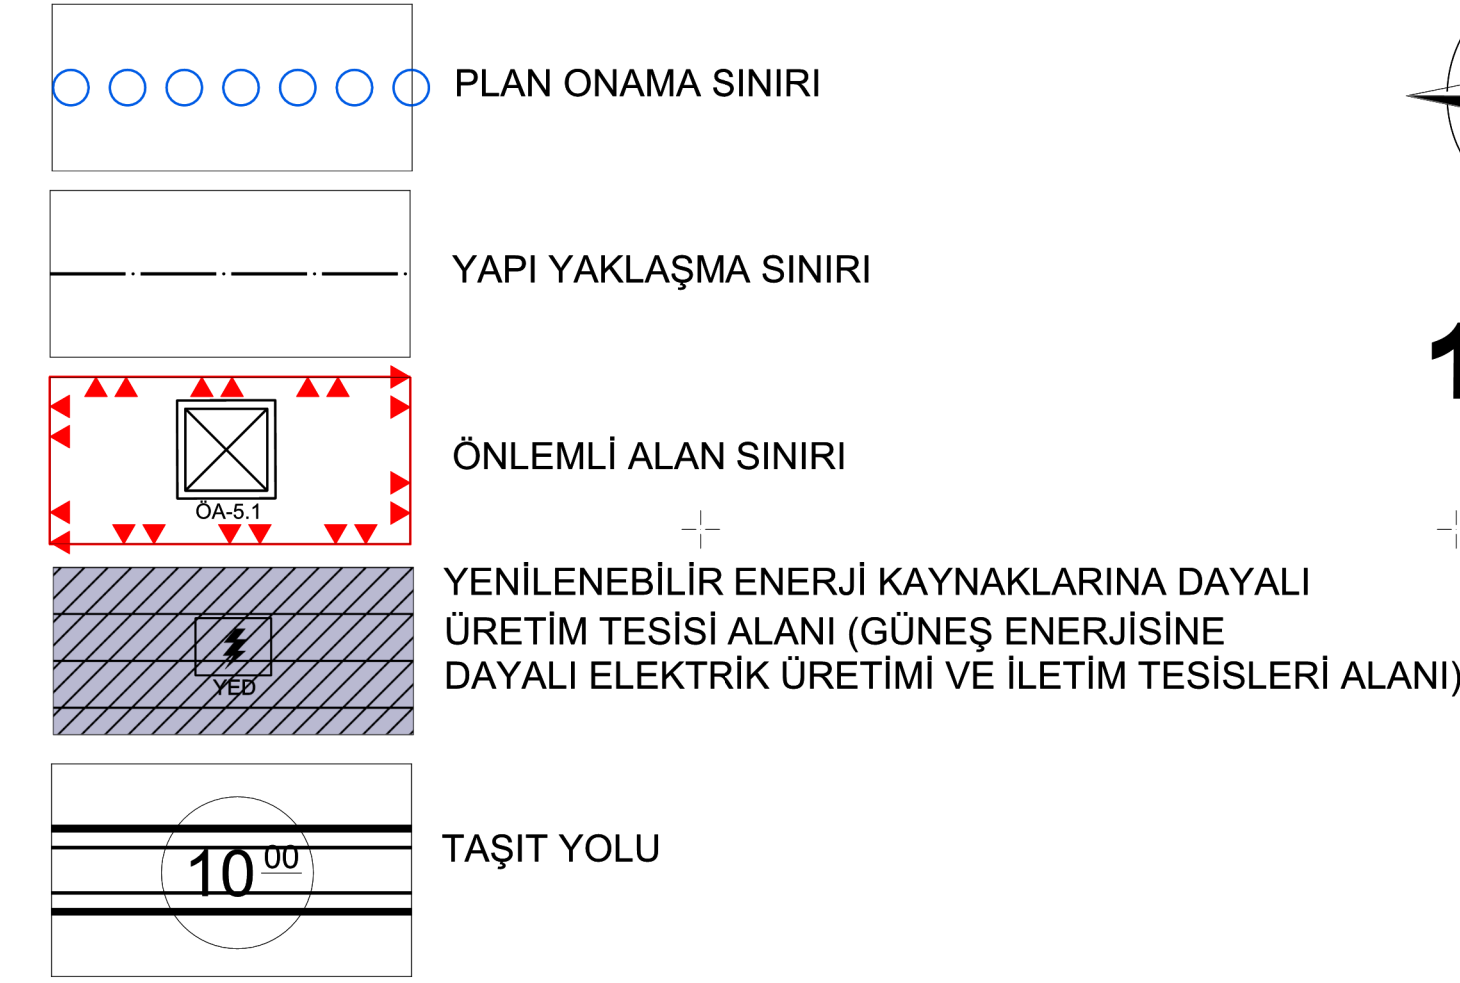 PLAN ONAMA SINIRI
YAPI YAKLAŞMA SINIRI
1
ÖNLEMLİ ALAN SINIRI
ÖA-5.1
YENİLENEBİLİR ENERJİ KAYNAKLARINA DAYALI
ÜRETİM TESİSİ ALANI (GÜNEŞ ENERJİSİNE
DAYALI ELEKTRİK ÜRETİMİ VE İLETİM TESİSLERİ ALANI)
YED
10 00
TAŞIT YOLU